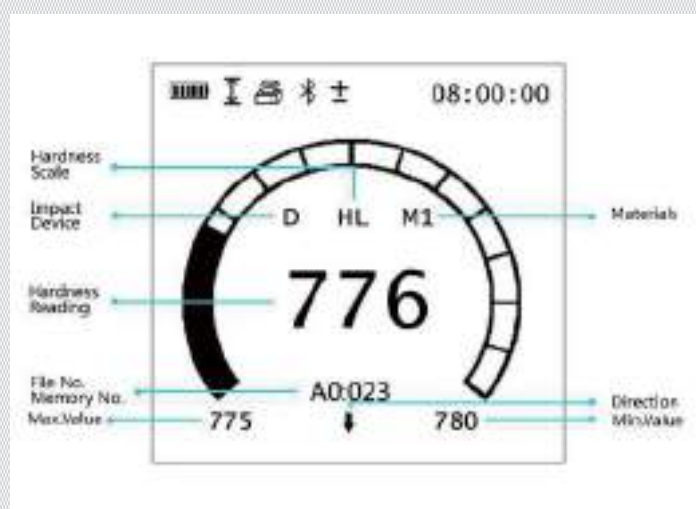 08:00:00
Hardness
Scale
Impact
Device
D HL M1
Materials
Hardness
Reading
776
File No.
Memory No.
A0:023
Direction
Max.Value
775
780
Min.Value